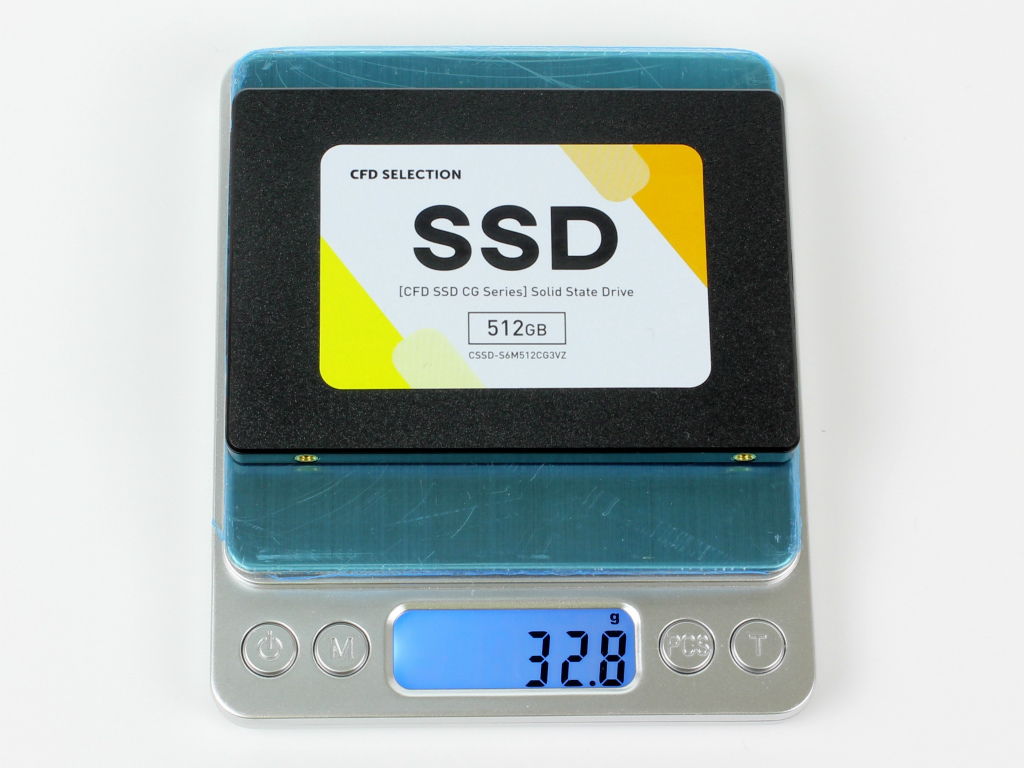 CFD SELECTION
SSD
[CFD SSD CG Series] Solid State Drive
512GB
CSSD-S6M512CG3VZ
g
32.8
M
PCS
T